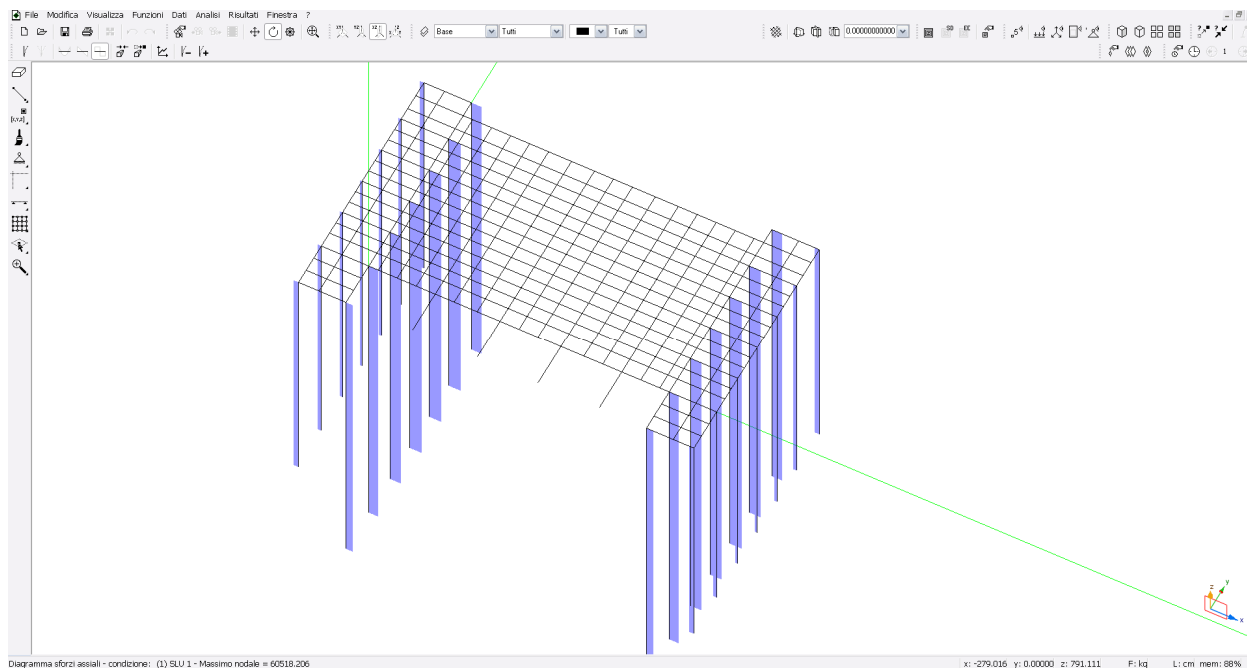 File Modifica Visualizza Funzioni Dati Analisi Risultati Finestra ?
Base Tutti Tutti 0.00000000000
1
z y x
Diagramma sforzi assiali - condizione: (1) SLU 1 - Massimo nodale = 60518.206 x: -279.016 y: 0.00000 z: 791.111 F: kg L: cm mem: 88%